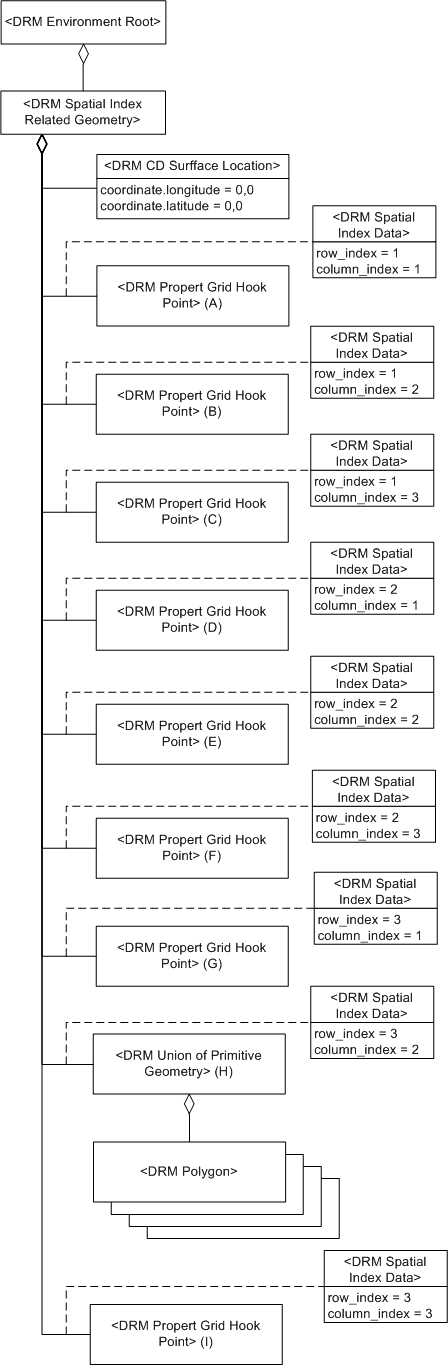 <DRM Environment Root>
<DRM Spatial Index
Related Geometry>
<DRM CD Surfface Location>
coordinate.longitude = 0,0
coordinate.latitude = 0,0
<DRM Spatial
Index Data>
row_index = 1
column_index = 1
<DRM Propert Grid Hook
Point> (A)
<DRM Spatial
Index Data>
row_index = 1
column_index = 2
<DRM Propert Grid Hook
Point> (B)
<DRM Spatial
Index Data>
row_index = 1
column_index = 3
<DRM Propert Grid Hook
Point> (C)
<DRM Spatial
Index Data>
row_index = 2
column_index = 1
<DRM Propert Grid Hook
Point> (D)
<DRM Spatial
Index Data>
row_index = 2
column_index = 2
<DRM Propert Grid Hook
Point> (E)
<DRM Spatial
Index Data>
row_index = 2
column_index = 3
<DRM Propert Grid Hook
Point> (F)
<DRM Spatial
Index Data>
row_index = 3
column_index = 1
<DRM Propert Grid Hook
Point> (G)
<DRM Spatial
Index Data>
row_index = 3
column_index = 2
<DRM Union of Primitive
Geometry> (H)
<DRM Polygon>
<DRM Spatial
Index Data>
row_index = 3
column_index = 3
<DRM Propert Grid Hook
Point> (I)